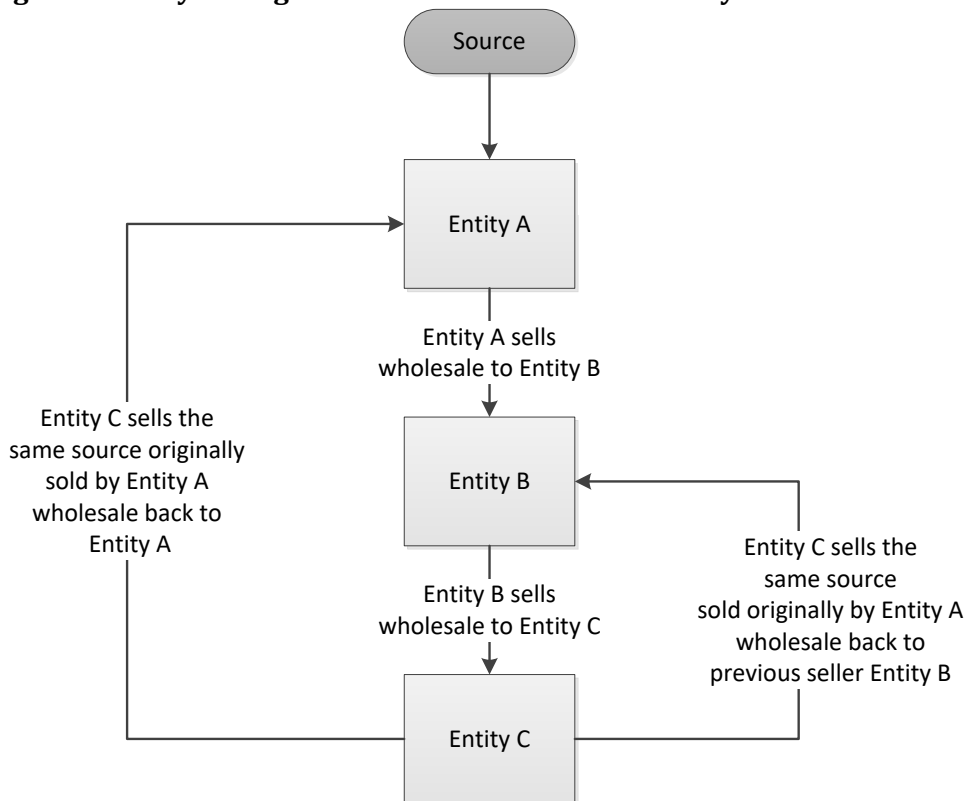 Source
Entity A
Entity A sells
wholesale to Entity B
Entity C sells the
same source originally
sold by Entity A
wholesale back to
Entity A
Entity B
Entity B sells
wholesale to Entity C
Entity C sells the
same source
sold originally by Entity A
wholesale back to
previous seller Entity B
Entity C